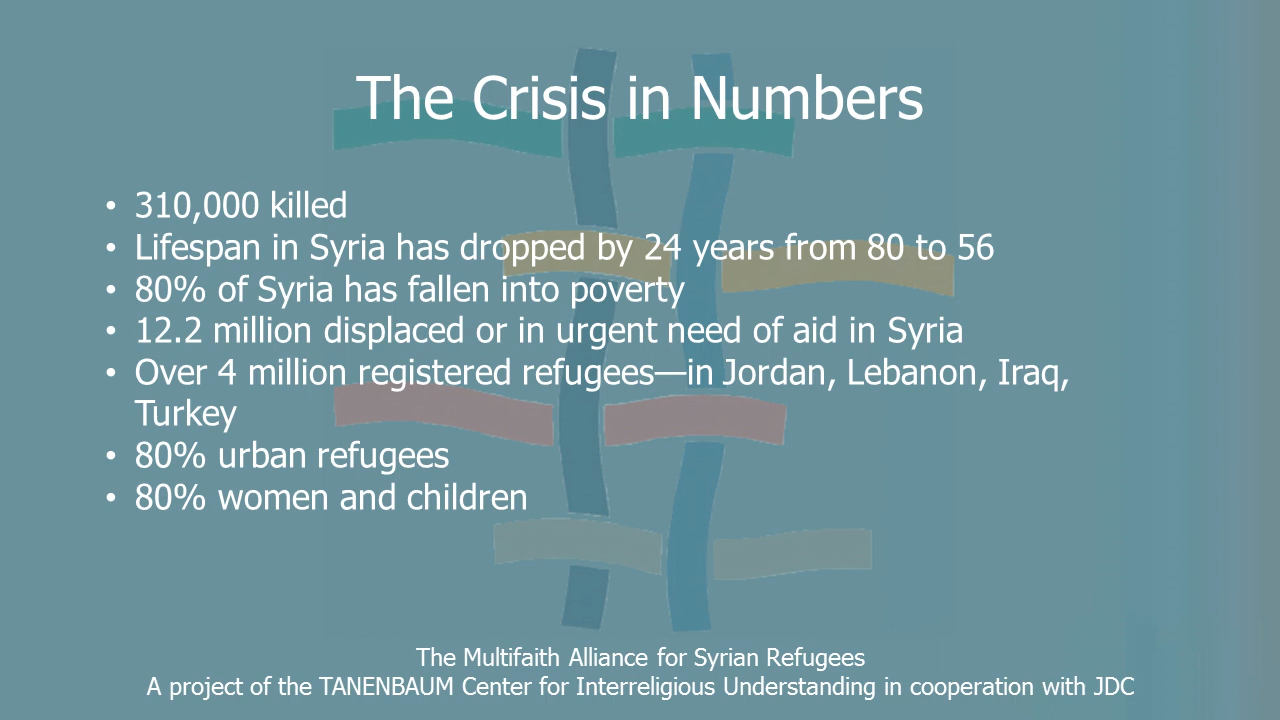 The Crisis in Numbers
• 310,000 killed
• Lifespan in Syria has dropped by 24 years from 80 to 56
• 80% of Syria has fallen into poverty
• 12.2 million displaced or in urgent need of aid in Syria
• Over 4 million registered refugees—in Jordan, Lebanon, Iraq,
Turkey
• 80% urban refugees
• 80% women and children
The Multifaith Alliance for Syrian Refugees
A project of the TANENBAUM Center for Interreligious Understanding in cooperation with JDC